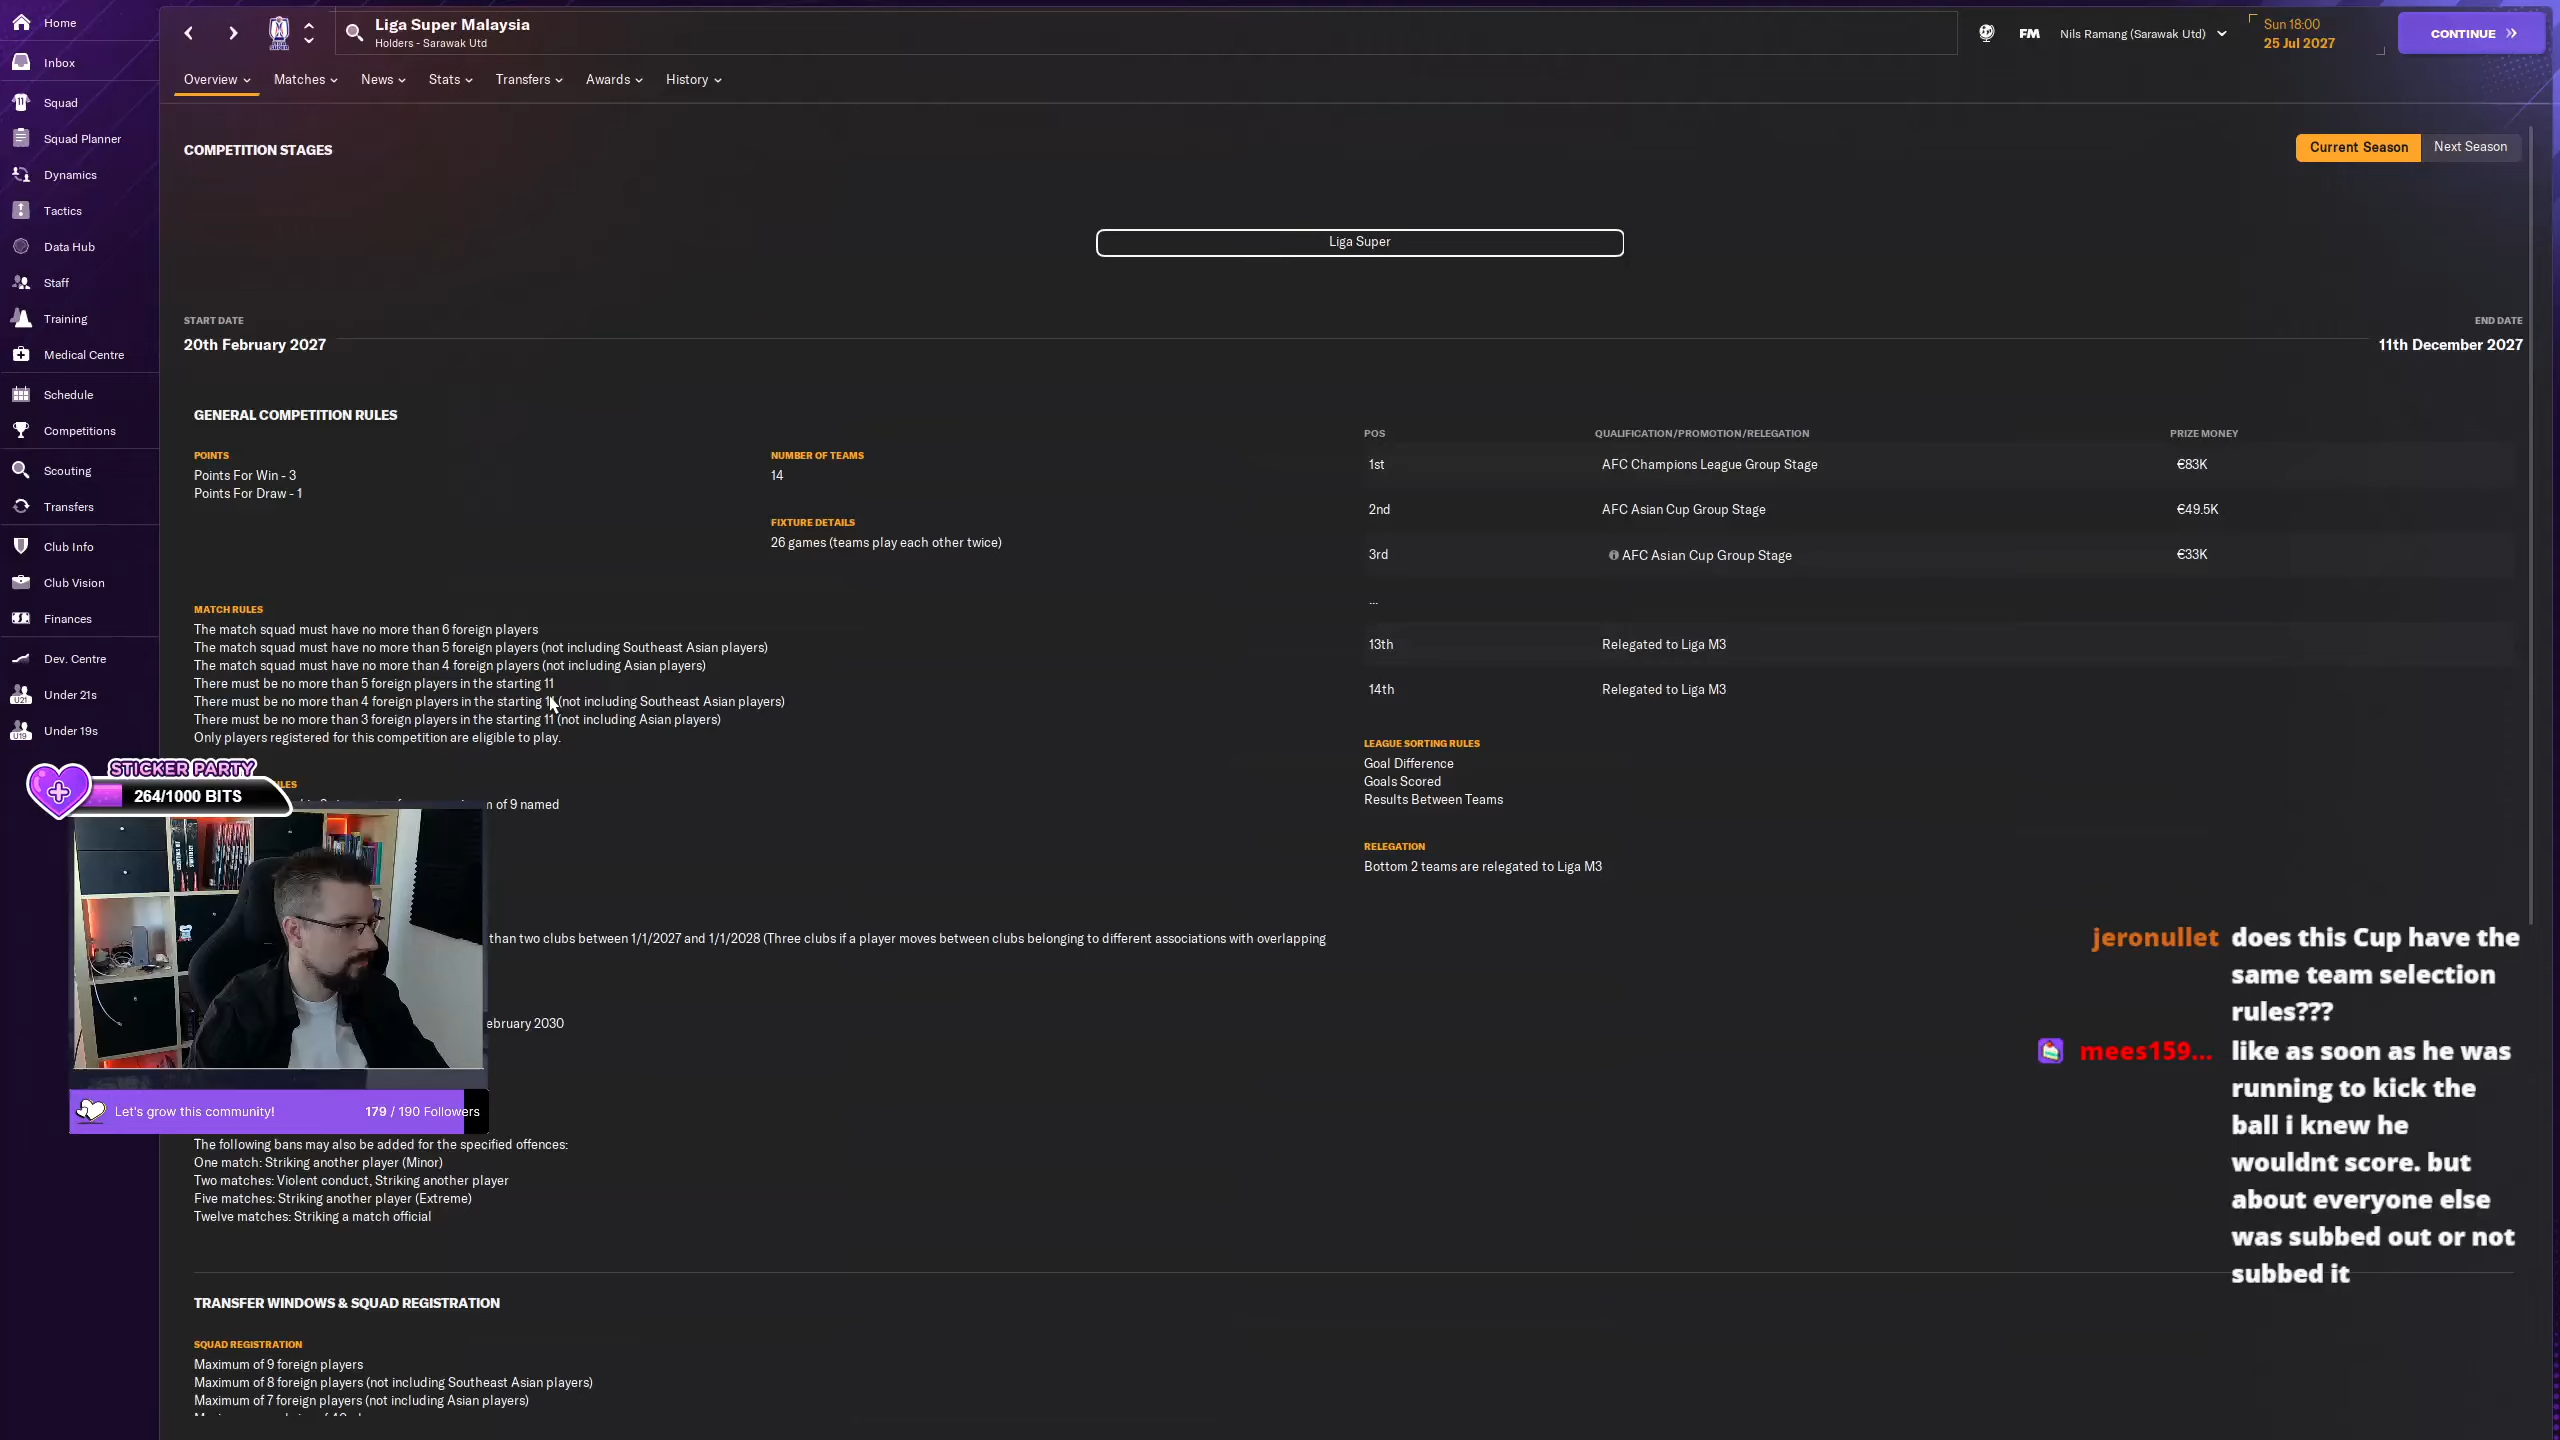 Home
Inbox
Squad
Squad Planner
Dynamics
Tactics
Data Hub
Staff
Training
Medical Centre
Schedule
Competitions
Scouting
Transfers
Club Info
Club Vision
Finances
Dev. Centre
Under 21s
Under 19s
Liga Super Malaysia
Holders - Sarawak Utd
FM
Nils Ramang (Sarawak Utd)
Sun 18:00
25 Jul 2027
CONTINUE
Overview
Matches
News
Stats
Transfers
Awards
History
COMPETITION STAGES
Current Season
Next Season
Liga Super
START DATE
20th February 2027
END DATE
11th December 2027
GENERAL COMPETITION RULES
POINTS
Points For Win - 3
Points For Draw - 1
NUMBER OF TEAMS
14
FIXTURE DETAILS
26 games (teams play each other twice)
MATCH RULES
The match squad must have no more than 6 foreign players
The match squad must have no more than 5 foreign players (not including Southeast Asian players)
The match squad must have no more than 4 foreign players (not including Asian players)
There must be no more than 5 foreign players in the starting 11
There must be no more than 4 foreign players in the starting 11 (not including Southeast Asian players)
There must be no more than 3 foreign players in the starting 11 (not including Asian players)
Only players registered for this competition are eligible to play.
of 9 named
than two clubs between 1/1/2027 and 1/1/2028 (Three clubs if a player moves between clubs belonging to different associations with overlapping
ebruary 2030
The following bans may also be added for the specified offences:
One match: Striking another player (Minor)
Two matches: Violent conduct, Striking another player
Five matches: Striking another player (Extreme)
Twelve matches: Striking a match official
TRANSFER WINDOWS & SQUAD REGISTRATION
SQUAD REGISTRATION
Maximum of 9 foreign players
Maximum of 8 foreign players (not including Southeast Asian players)
Maximum of 7 foreign players (not including Asian players)
POS QUALIFICATION/PROMOTION/RELEGATION PRIZE MONEY
1st AFC Champions League Group Stage €83K
2nd AFC Asian Cup Group Stage €49.5K
3rd AFC Asian Cup Group Stage €33K
...
13th Relegated to Liga M3
14th Relegated to Liga M3
LEAGUE SORTING RULES
Goal Difference
Goals Scored
Results Between Teams
RELEGATION
Bottom 2 teams are relegated to Liga M3
STICKER PARTY
264/1000 BITS
Let's grow this community! 179 / 190 Followers
jeronullet does this Cup have the
same team selection
rules???
mees159... like as soon as he was
running to kick the
ball i knew he
wouldnt score. but
about everyone else
was subbed out or not
subbed it